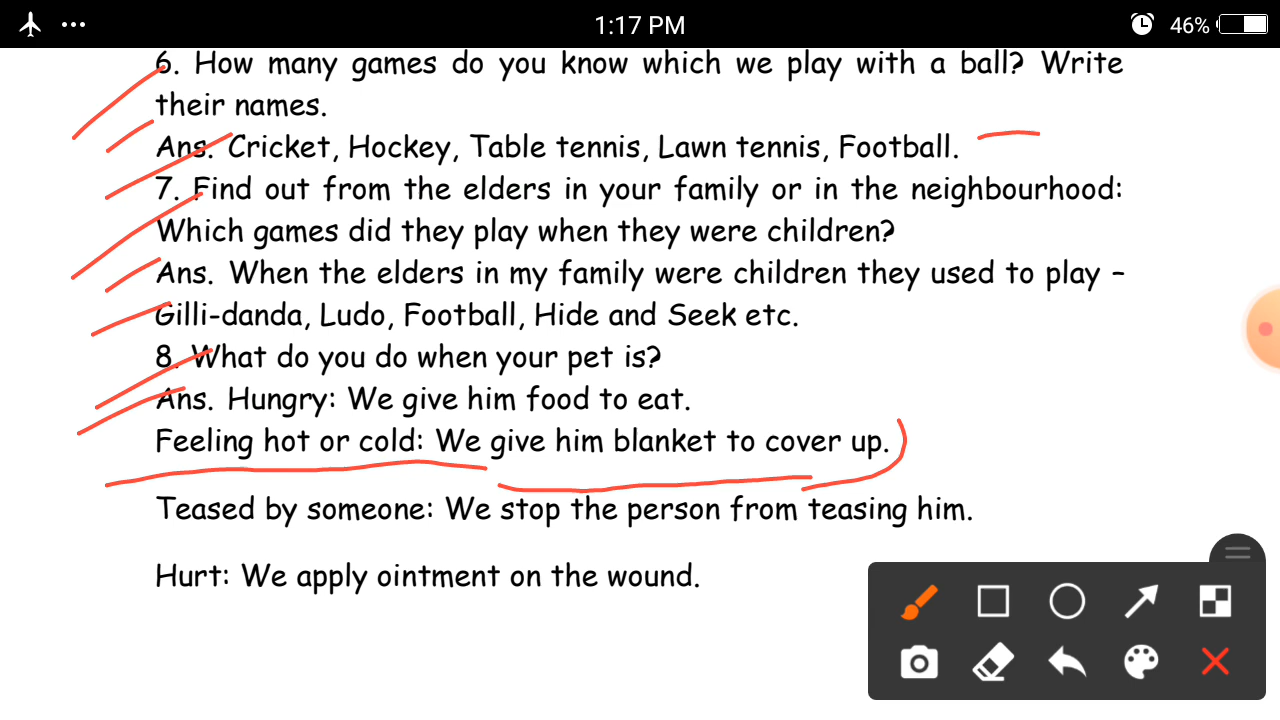 1:17 PM
46%
6. How many games do you know which we play with a ball? Write
their names.
Ans. Cricket, Hockey, Table tennis, Lawn tennis, Football.
7. Find out from the elders in your family or in the neighbourhood:
Which games did they play when they were children?
Ans. When the elders in my family were children they used to play –
Gilli-danda, Ludo, Football, Hide and Seek etc.
8. What do you do when your pet is?
Ans. Hungry: We give him food to eat.
Feeling hot or cold: We give him blanket to cover up.
Teased by someone: We stop the person from teasing him.
Hurt: We apply ointment on the wound.